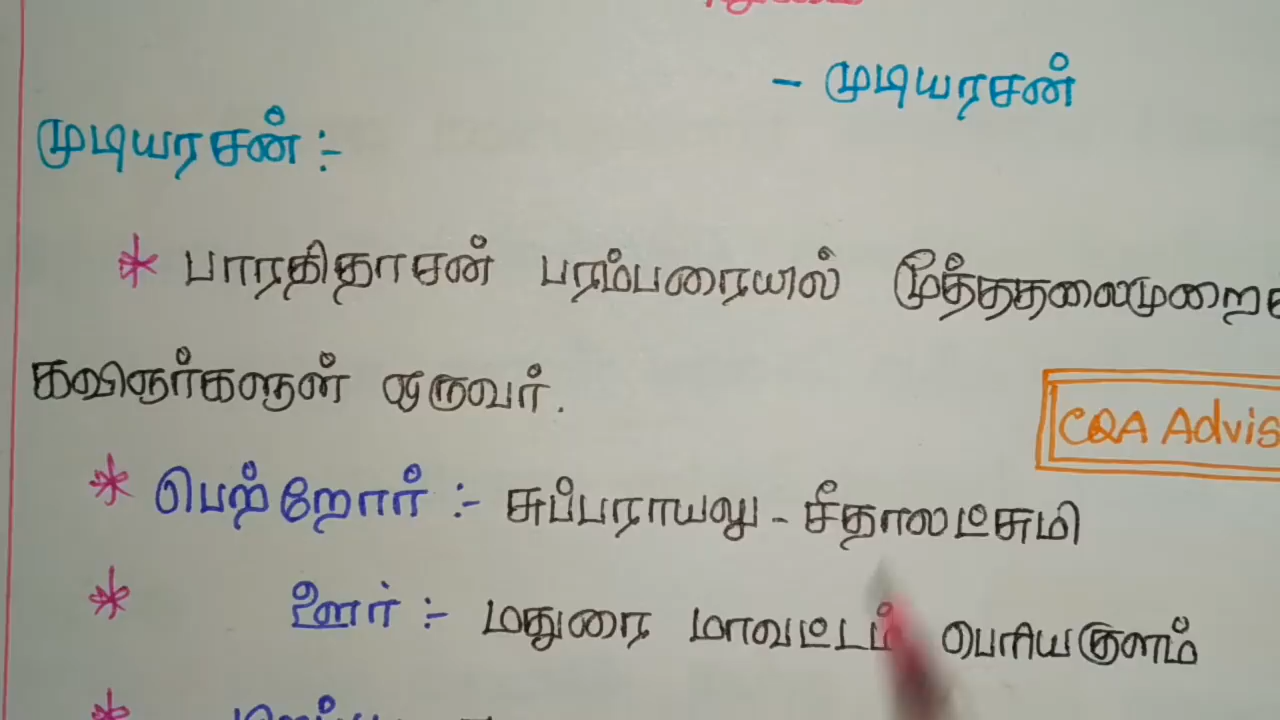 - முடியரசன்
முடியரசன் :-
* பாரதிதாசன் பரம்பரையில் மூத்ததலைமுறை
கவிஞர்களுன் ஒருவர்.
CQA Advis
* பெற்றோர் :- சுப்பராயலு - சீதாலட்சுமி
* ஊர் :- மதுரை மாவட்டம் பெரியகுளம்
*